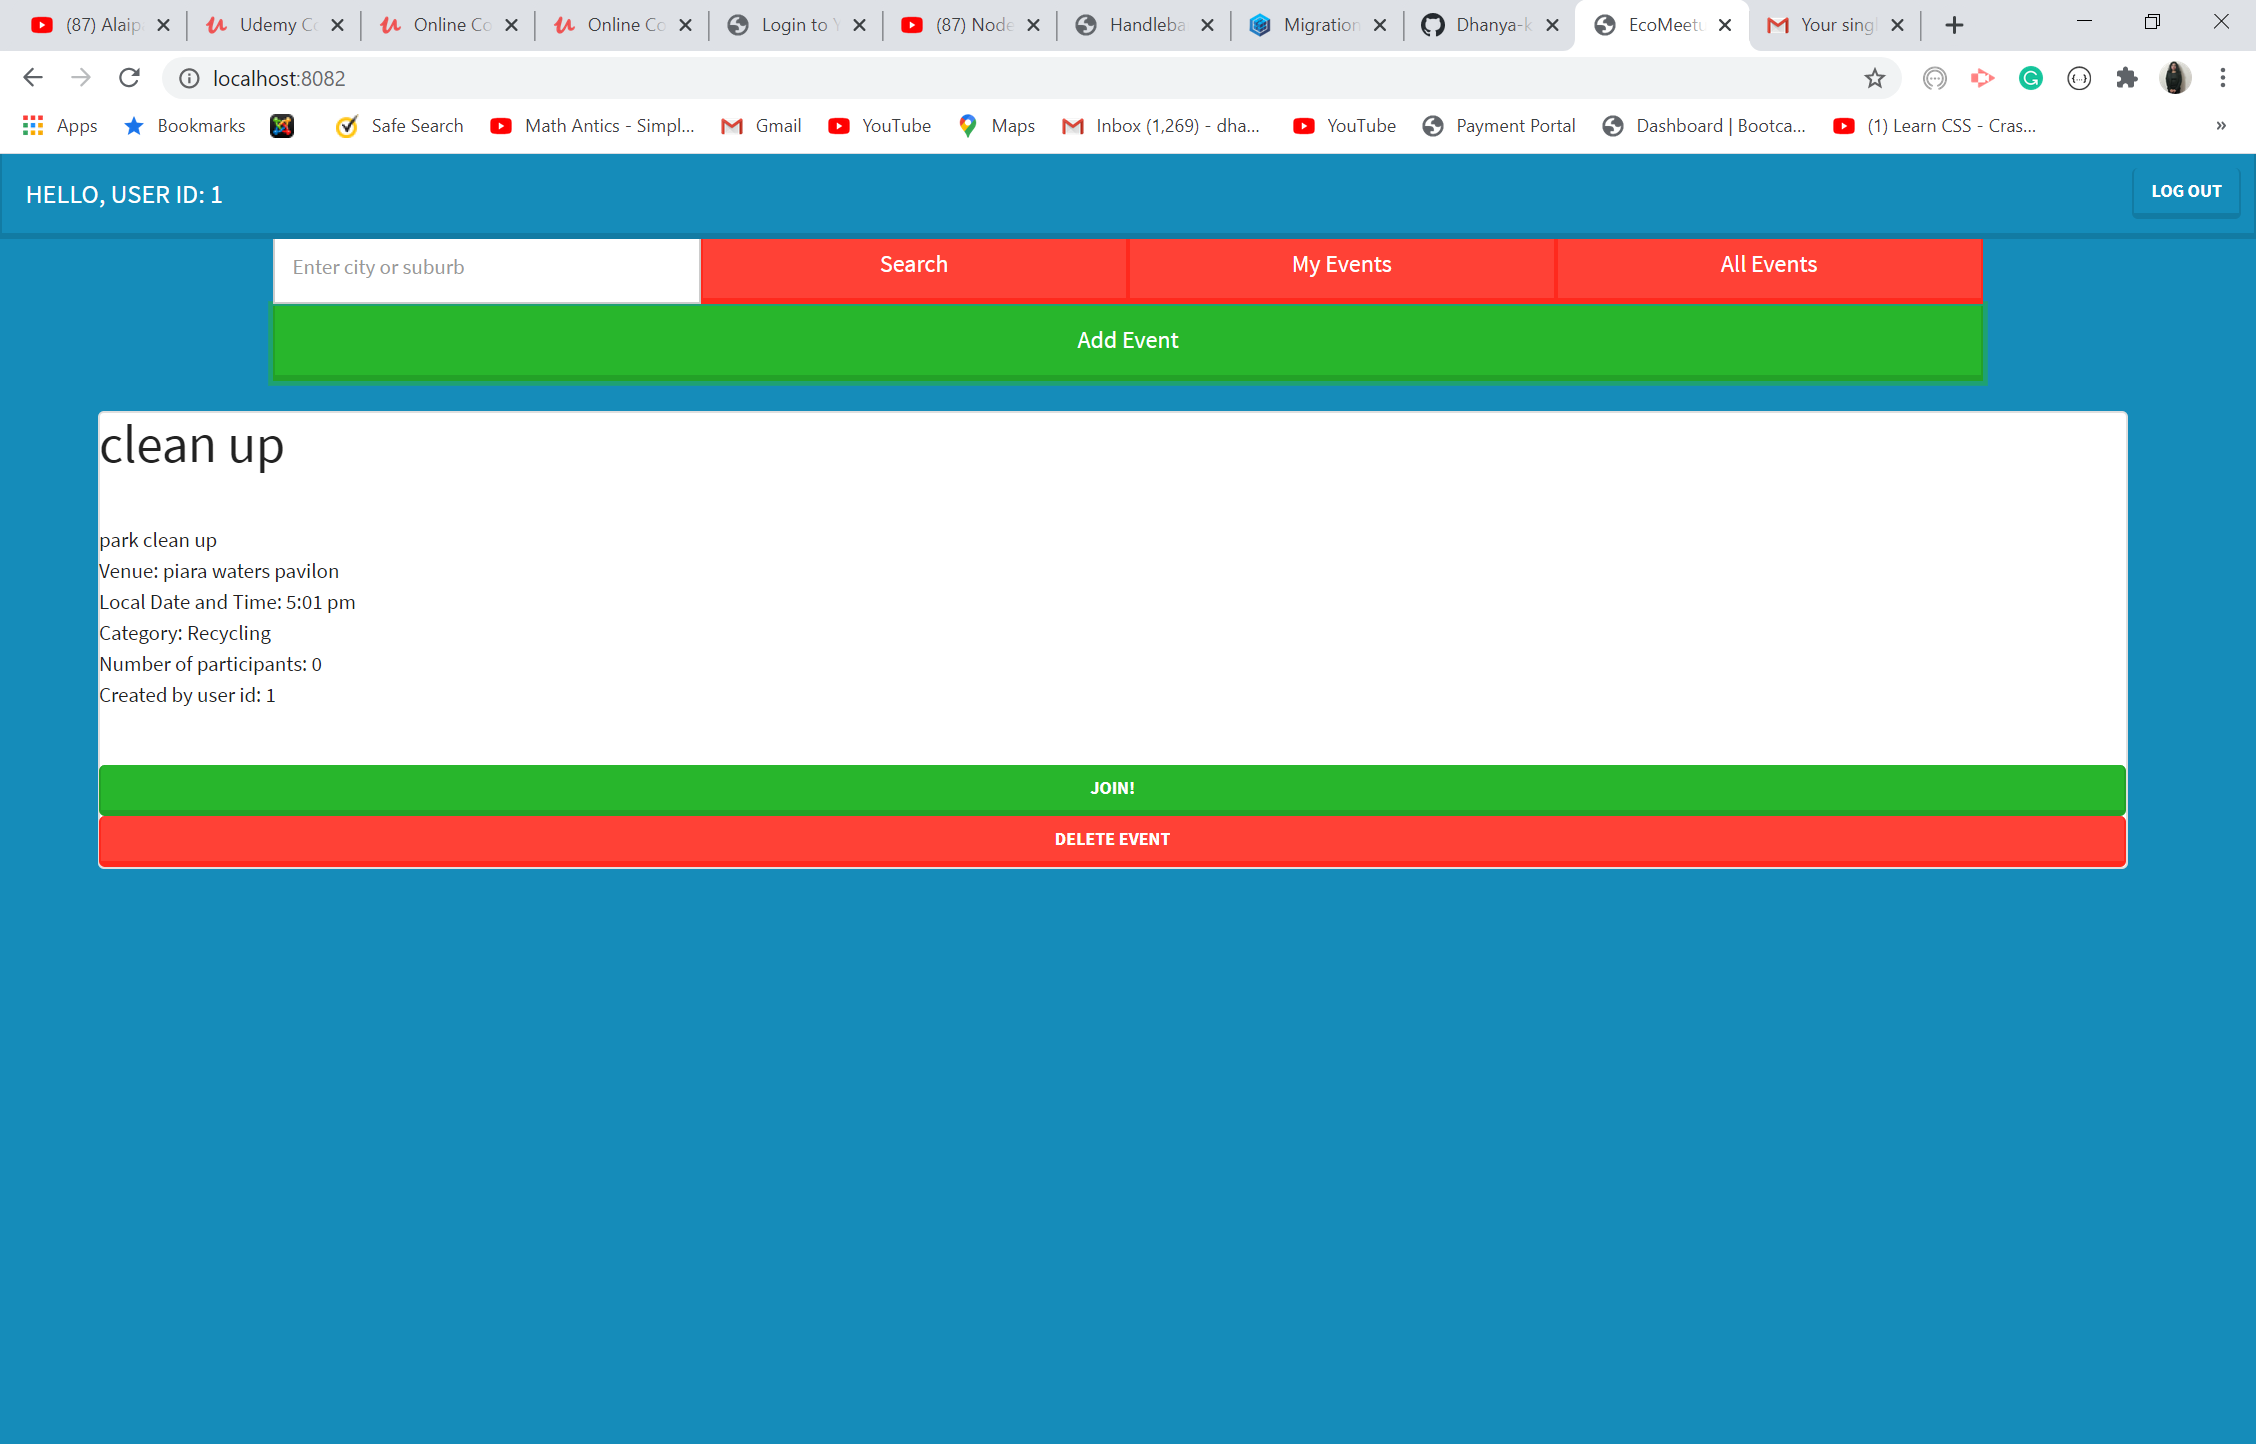 (87) Alaip
Udemy Co
Online Co
Online Co
Login to Y
(87) Node
Handleba
Migration
Dhanya-k
EcoMeetu
Your singl
localhost:8082
Apps
Bookmarks
Safe Search
Math Antics - Simpl...
Gmail
YouTube
Maps
Inbox (1,269) - dha...
YouTube
Payment Portal
Dashboard | Bootca...
(1) Learn CSS - Cras...
»
HELLO, USER ID: 1
LOG OUT
Enter city or suburb
Search
My Events
All Events
Add Event
clean up
park clean up
Venue: piara waters pavilon
Local Date and Time: 5:01 pm
Category: Recycling
Number of participants: 0
Created by user id: 1
JOIN!
DELETE EVENT